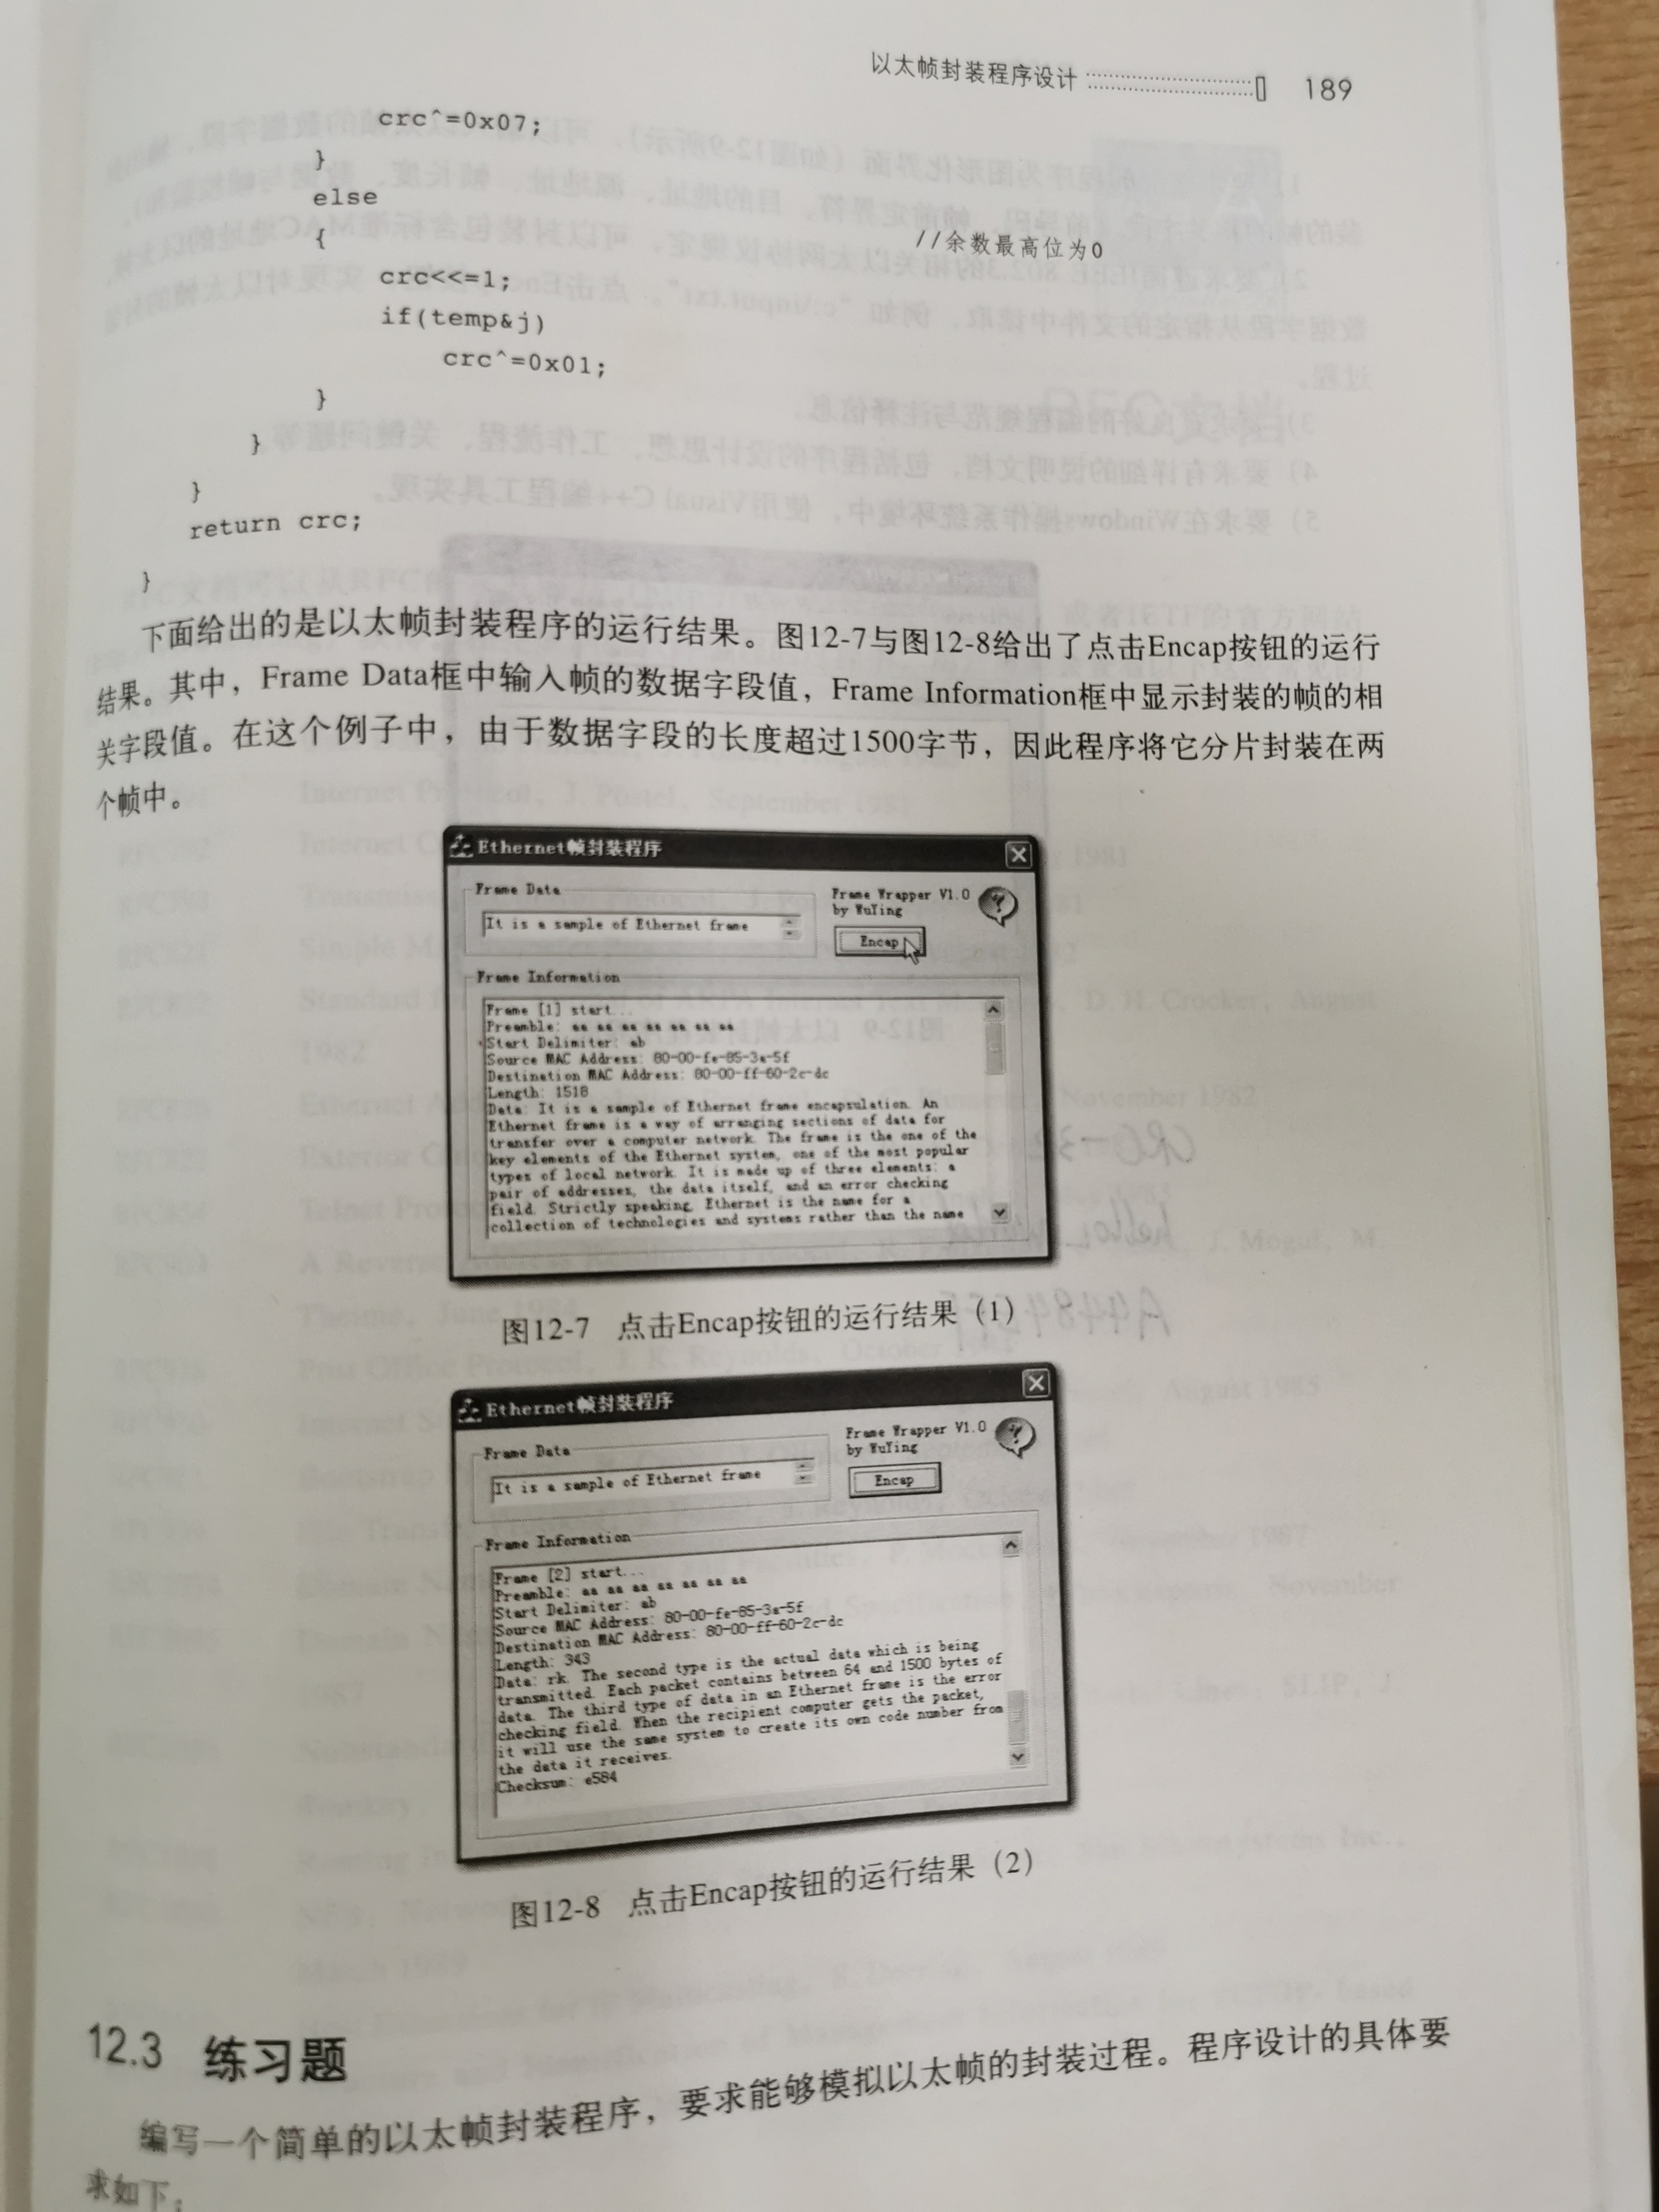 以太帧封装程序设计 189
crc^=0x07;
}
else
{ //余数最高位为0
crc<<=1;
if(temp&j)
crc^=0x01;
}
}
}
return crc;
}
下面给出的是以太帧封装程序的运行结果。图12-7与图12-8给出了点击Encap按钮的运行
结果。其中，Frame Data框中输入帧的数据字段值，Frame Information框中显示封装的帧的相
关字段值。在这个例子中，由于数据字段的长度超过1500字节，因此程序将它分片封装在两
个帧中。
Ethernet帧封装程序
Frame Data
It is a sample of Ethernet frame
Frame Wrapper V1.0
by WuYing
Encap
Frame Information
Frame [1] start...
Preamble: aa aa aa aa aa aa aa
Start Delimiter: ab
Source MAC Address: 80-00-fe-85-3a-5f
Destination MAC Address: 80-00-ff-60-2c-dc
Length: 1518
Data: It is a sample of Ethernet frame encapsulation. An
Ethernet frame is a way of arranging sections of data for
transfer over a computer network. The frame is the one of the
key elements of the Ethernet system, one of the most popular
types of local network. It is made up of three elements: a
pair of addresses, the data itself, and an error checking
field. Strictly speaking, Ethernet is the name for a
collection of technologies and systems rather than the name
图12-7 点击Encap按钮的运行结果（1）
Ethernet帧封装程序
Frame Data
It is a sample of Ethernet frame
Frame Wrapper V1.0
by WuYing
Encap
Frame Information
Frame [2] start...
Preamble: aa aa aa aa aa aa aa
Start Delimiter: ab
Source MAC Address: 80-00-fe-85-3a-5f
Destination MAC Address: 80-00-ff-60-2c-dc
Length: 343
Data: rk. The second type is the actual data which is being
transmitted. Each packet contains between 64 and 1500 bytes of
data. The third type of data in an Ethernet frame is the error
checking field. When the recipient computer gets the packet,
it will use the same system to create its own code number from
the data it receives.
Checksum: e584
图12-8 点击Encap按钮的运行结果（2）
12.3 练习题
编写一个简单的以太帧封装程序，要求能够模拟以太帧的封装过程。程序设计的具体要
求如下：